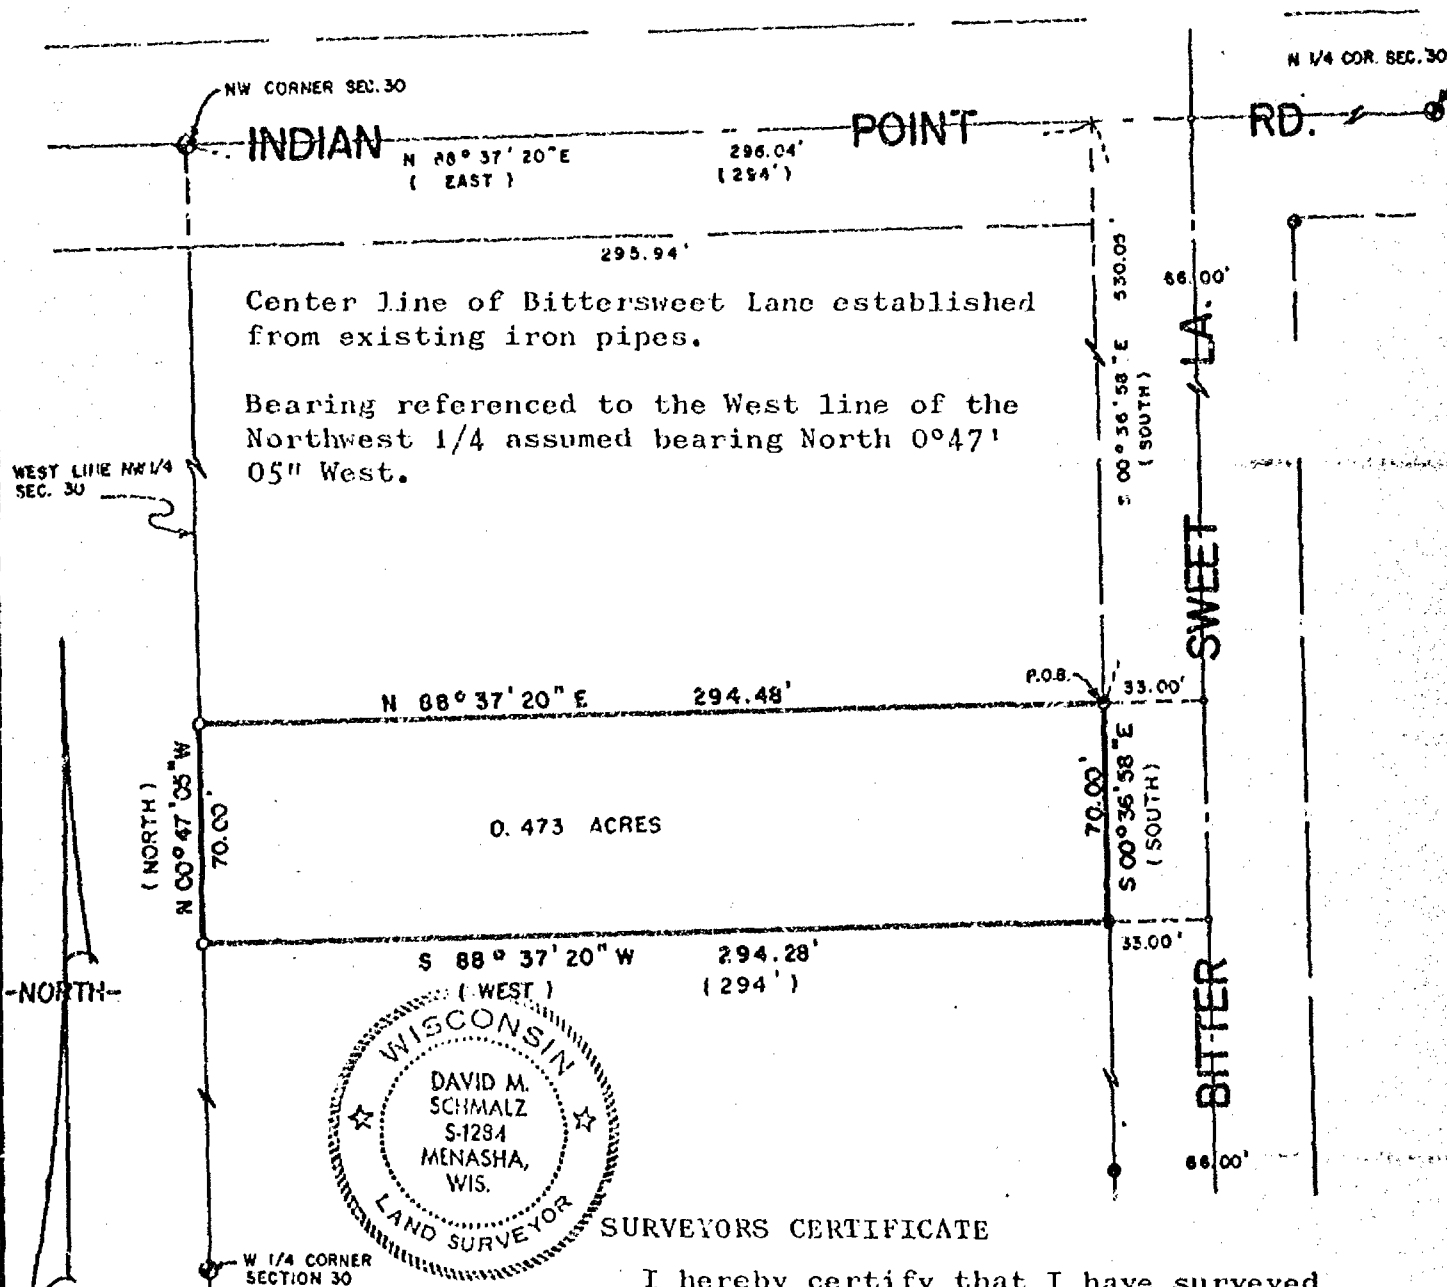 N 1/4 COR. SEC. 30
NW CORNER SEC. 30
INDIAN POINT RD.
N 88° 37' 20" E 296.04'
( EAST ) (294')
295.94'
530.05'
S 00° 36' 58" E
(SOUTH)
66.00'
Center line of Bittersweet Lane established
from existing iron pipes.
Bearing referenced to the West line of the
Northwest 1/4 assumed bearing North 0°47'
05" West.
WEST LINE NW 1/4
SEC. 30
BITTER SWEET LA.
P.O.B.
33.00'
N 88° 37' 20" E 294.48'
(NORTH)
N 00° 47' 05" W
70.00'
0.473 ACRES
70.00'
S 00° 36' 58" E
(SOUTH)
33.00'
S 88° 37' 20" W 294.28'
( WEST ) (294')
-NORTH-
WISCONSIN
DAVID M.
SCHMALZ
S-1284
MENASHA,
WIS.
LAND SURVEYOR
66.00'
W 1/4 CORNER
SECTION 30
SURVEYORS CERTIFICATE
I hereby certify that I have surveyed